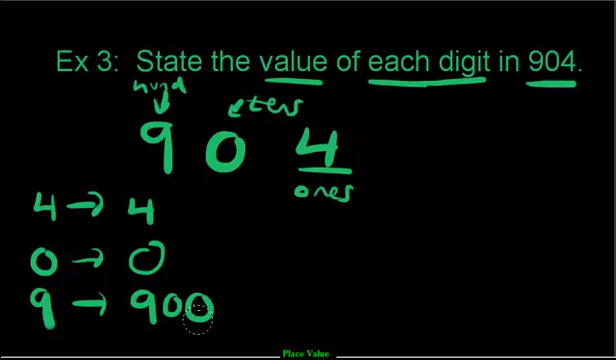 Ex 3: State the value of each digit in 904.
hund
tens
9 0 4
ones
4 → 4
0 → 0
9 → 900
Place Value